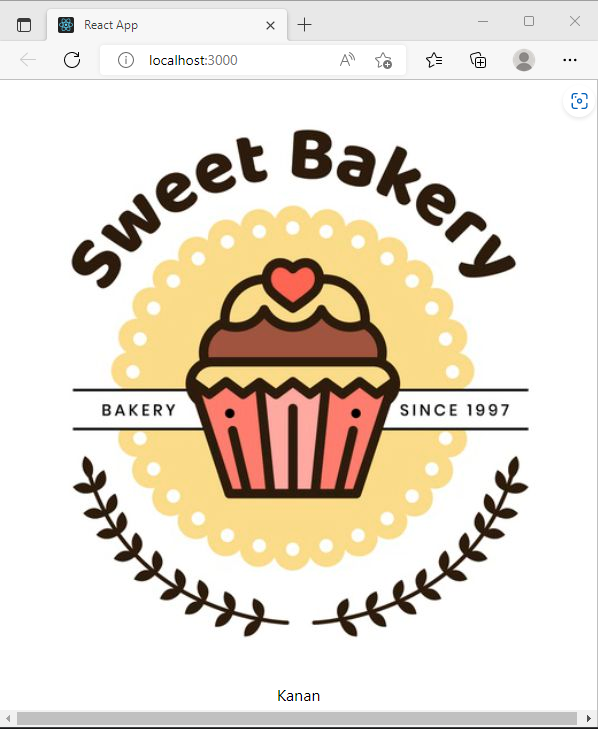 React App
localhost:3000
Sweet Bakery
BAKERY
SINCE 1997
Kanan